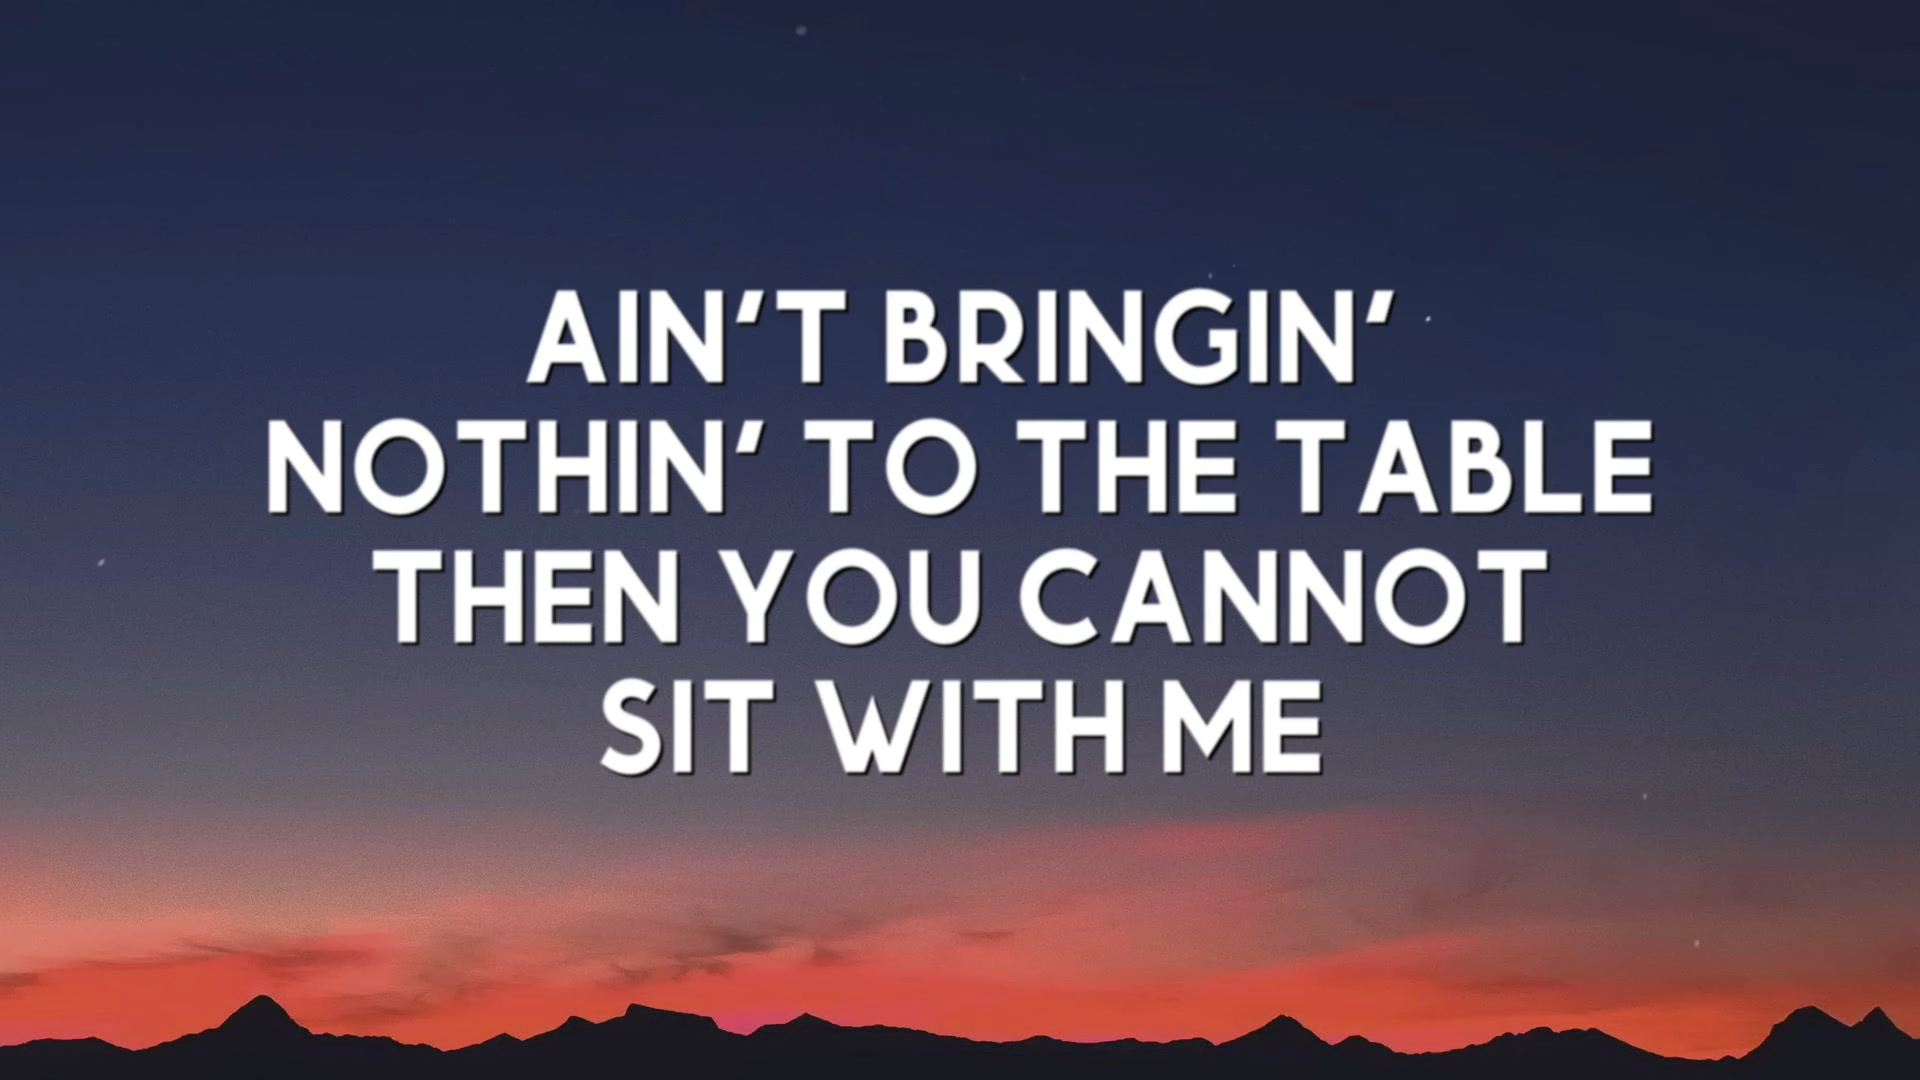 AIN'T BRINGIN'
NOTHIN' TO THE TABLE
THEN YOU CANNOT
SIT WITH ME